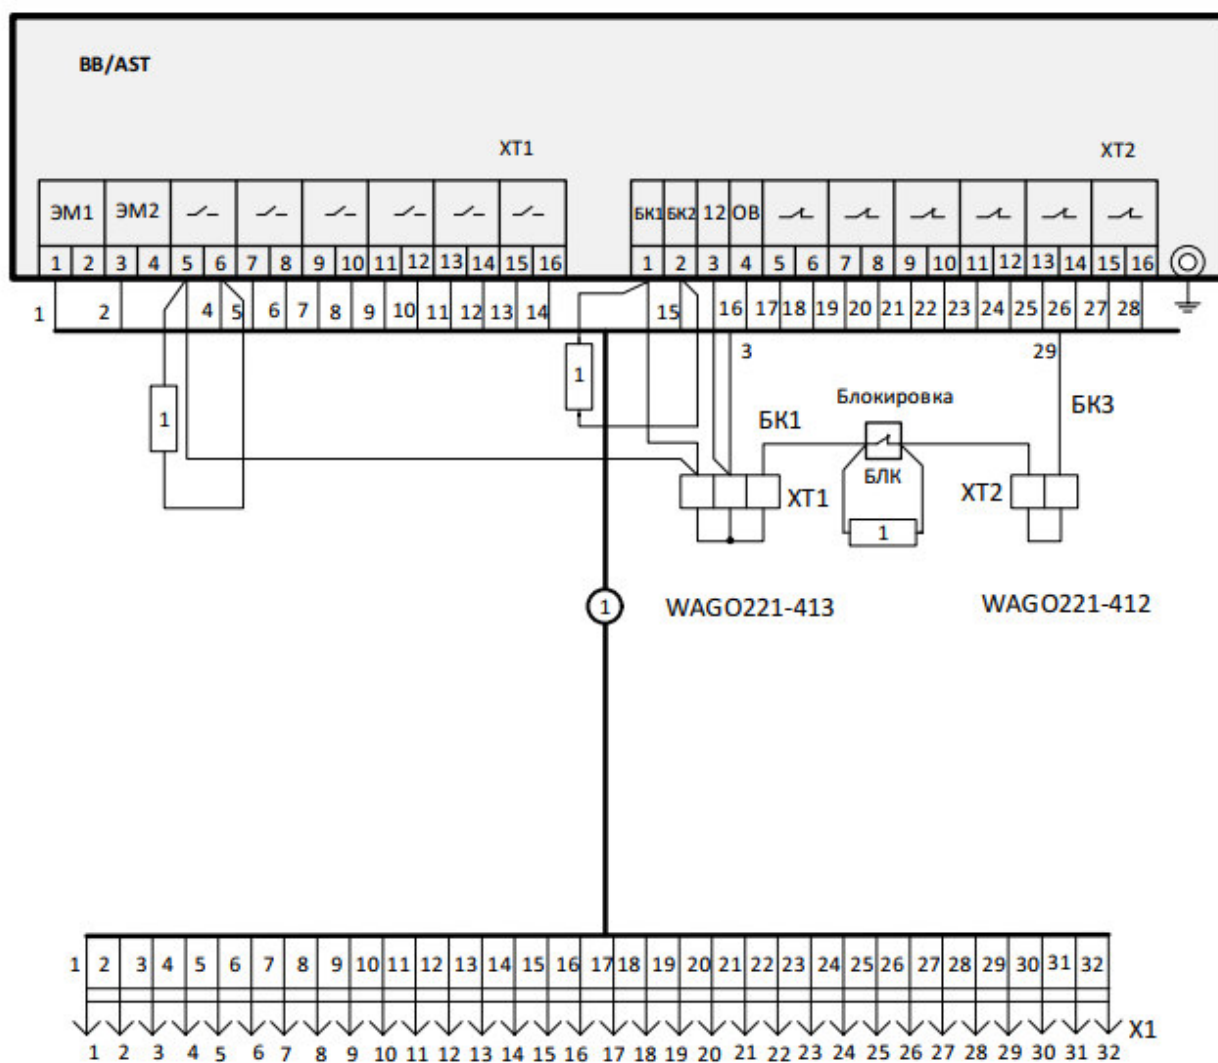 BB/AST
XT1 XT2
ЭМ1 ЭМ2 БК1 БК2 12 ОВ
1 2 3 4 5 6 7 8 9 10 11 12 13 14 15 16 1 2 3 4 5 6 7 8 9 10 11 12 13 14 15 16
1 2 4 5 6 7 8 9 10 11 12 13 14 15 16 17 18 19 20 21 22 23 24 25 26 27 28
3 29
1 1 БК1 Блокировка БК3
XT1 БЛК XT2
1
1 WAGO221-413 WAGO221-412
1 2 3 4 5 6 7 8 9 10 11 12 13 14 15 16 17 18 19 20 21 22 23 24 25 26 27 28 29 30 31 32
X1
1 2 3 4 5 6 7 8 9 10 11 12 13 14 15 16 17 18 19 20 21 22 23 24 25 26 27 28 29 30 31 32